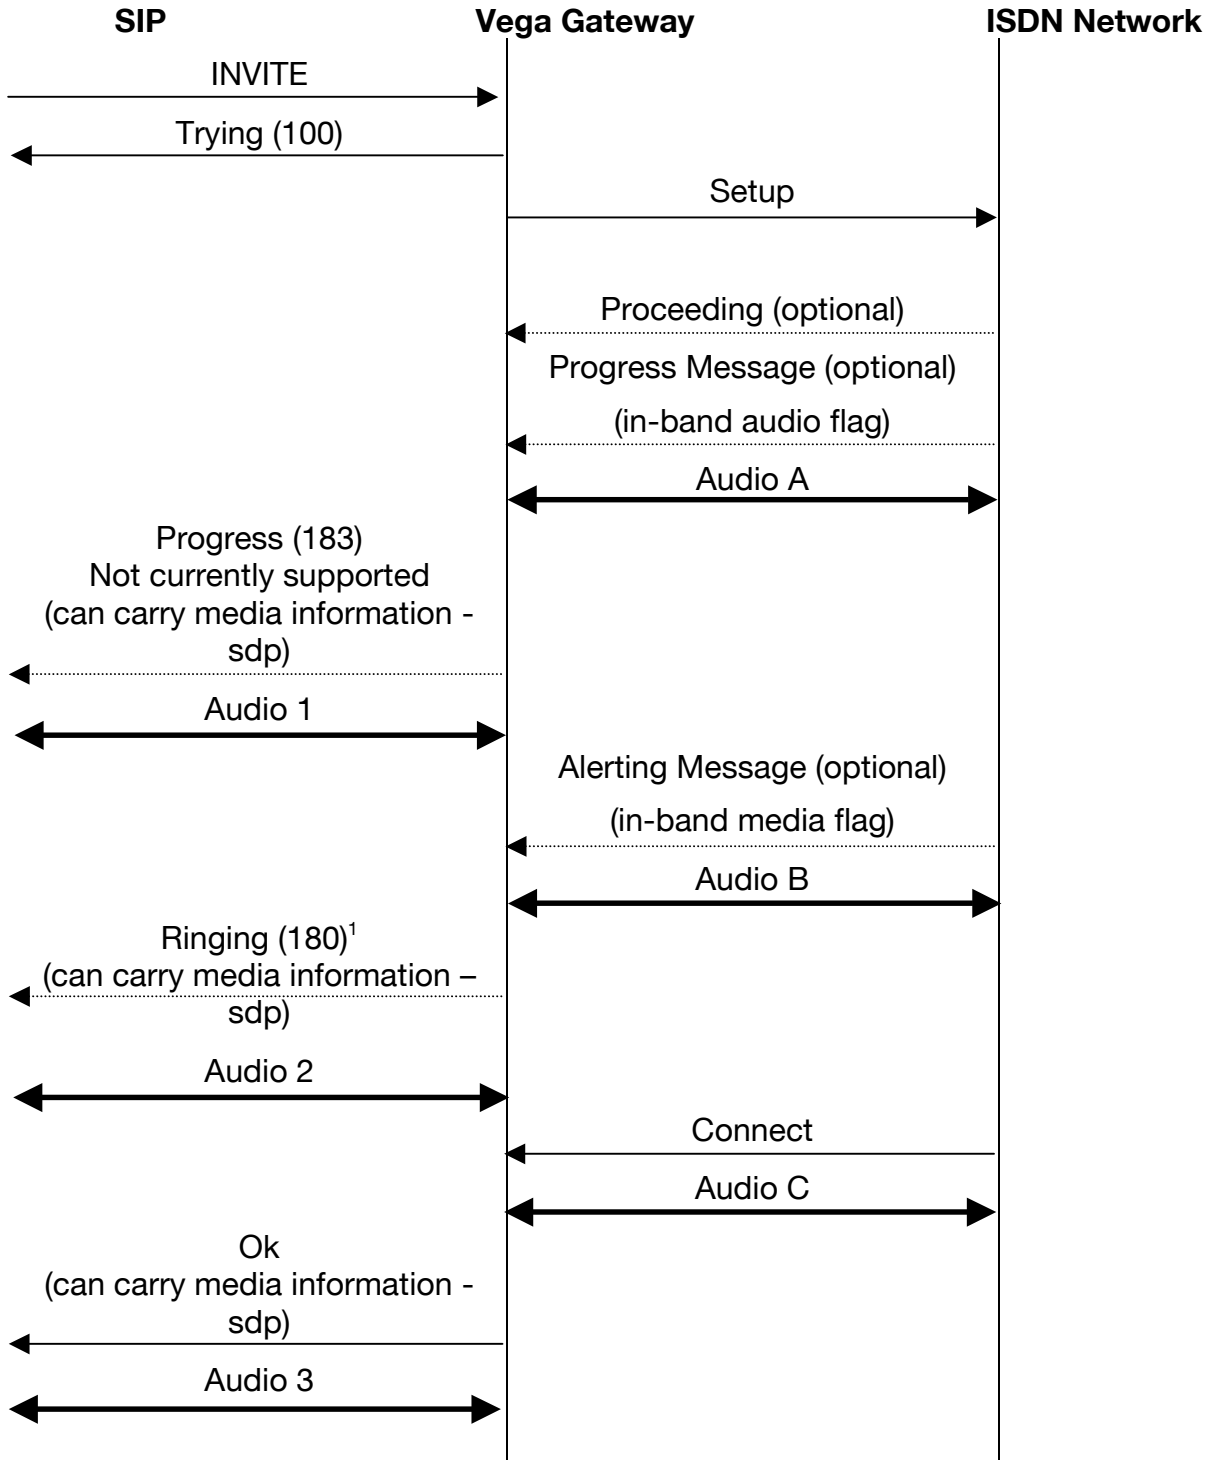 SIP
Vega Gateway
ISDN Network
INVITE
Trying (100)
Setup
Proceeding (optional)
Progress Message (optional)
(in-band audio flag)
Audio A
Progress (183)
Not currently supported
(can carry media information -
sdp)
Audio 1
Alerting Message (optional)
(in-band media flag)
Audio B
Ringing (180)¹
(can carry media information –
sdp)
Audio 2
Connect
Audio C
Ok
(can carry media information -
sdp)
Audio 3